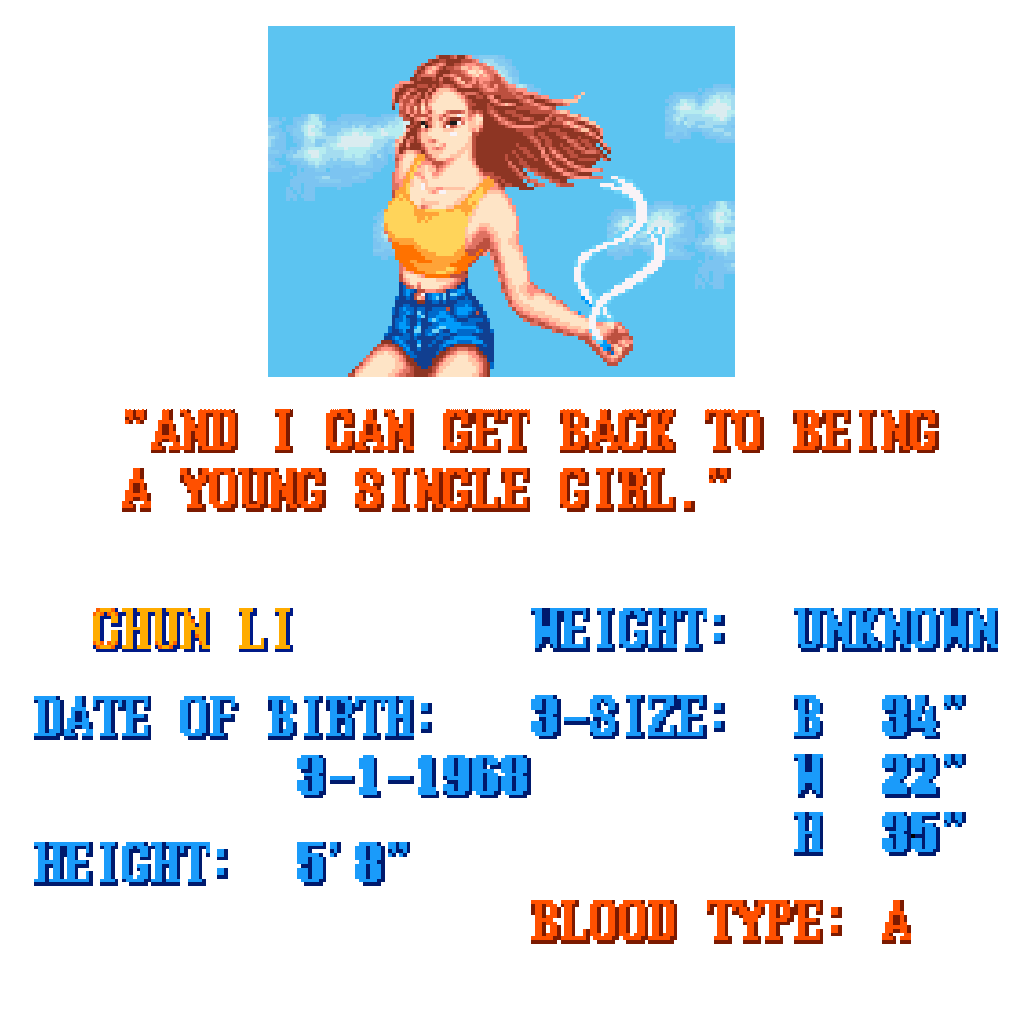 "AND I CAN GET BACK TO BEING
A YOUNG SINGLE GIRL."
CHUN LI
DATE OF BIRTH:
3-1-1968
HEIGHT: 5'8"
WEIGHT: UNKNOWN
3-SIZE: B 34"
W 22"
H 35"
BLOOD TYPE: A